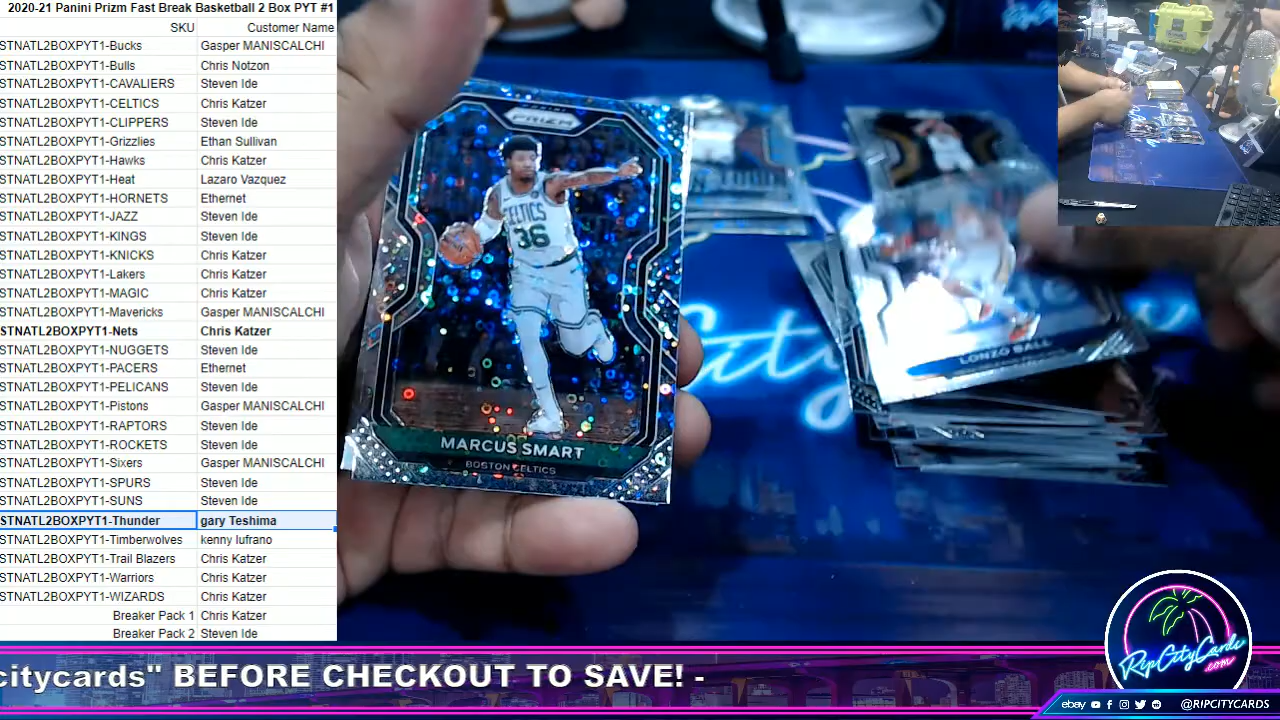 2020-21 Panini Prizm Fast Break Basketball 2 Box PYT #1
SKU Customer Name
STNATL2BOXPYT1-Bucks Gasper MANISCALCHI
STNATL2BOXPYT1-Bulls Chris Notzon
STNATL2BOXPYT1-CAVALIERS Steven Ide
STNATL2BOXPYT1-CELTICS Chris Katzer
STNATL2BOXPYT1-CLIPPERS Steven Ide
STNATL2BOXPYT1-Grizzlies Ethan Sullivan
STNATL2BOXPYT1-Hawks Chris Katzer
STNATL2BOXPYT1-Heat Lazaro Vazquez
STNATL2BOXPYT1-HORNETS Ethernet
STNATL2BOXPYT1-JAZZ Steven Ide
STNATL2BOXPYT1-KINGS Steven Ide
STNATL2BOXPYT1-KNICKS Chris Katzer
STNATL2BOXPYT1-Lakers Chris Katzer
STNATL2BOXPYT1-MAGIC Chris Katzer
STNATL2BOXPYT1-Mavericks Gasper MANISCALCHI
STNATL2BOXPYT1-Nets Chris Katzer
STNATL2BOXPYT1-NUGGETS Steven Ide
STNATL2BOXPYT1-PACERS Ethernet
STNATL2BOXPYT1-PELICANS Steven Ide
STNATL2BOXPYT1-Pistons Gasper MANISCALCHI
STNATL2BOXPYT1-RAPTORS Steven Ide
STNATL2BOXPYT1-ROCKETS Steven Ide
STNATL2BOXPYT1-Sixers Gasper MANISCALCHI
STNATL2BOXPYT1-SPURS Steven Ide
STNATL2BOXPYT1-SUNS Steven Ide
STNATL2BOXPYT1-Thunder gary Teshima
STNATL2BOXPYT1-Timberwolves kenny lufrano
STNATL2BOXPYT1-Trail Blazers Chris Katzer
STNATL2BOXPYT1-Warriors Chris Katzer
STNATL2BOXPYT1-WIZARDS Chris Katzer
Breaker Pack 1 Chris Katzer
Breaker Pack 2 Steven Ide
PANINI
PRIZM
CELTICS
36
MARCUS SMART
BOSTON CELTICS
LONZO BALL
City
citycards" BEFORE CHECKOUT TO SAVE! -
RipCityCards
.com
ebay @RIPCITYCARDS